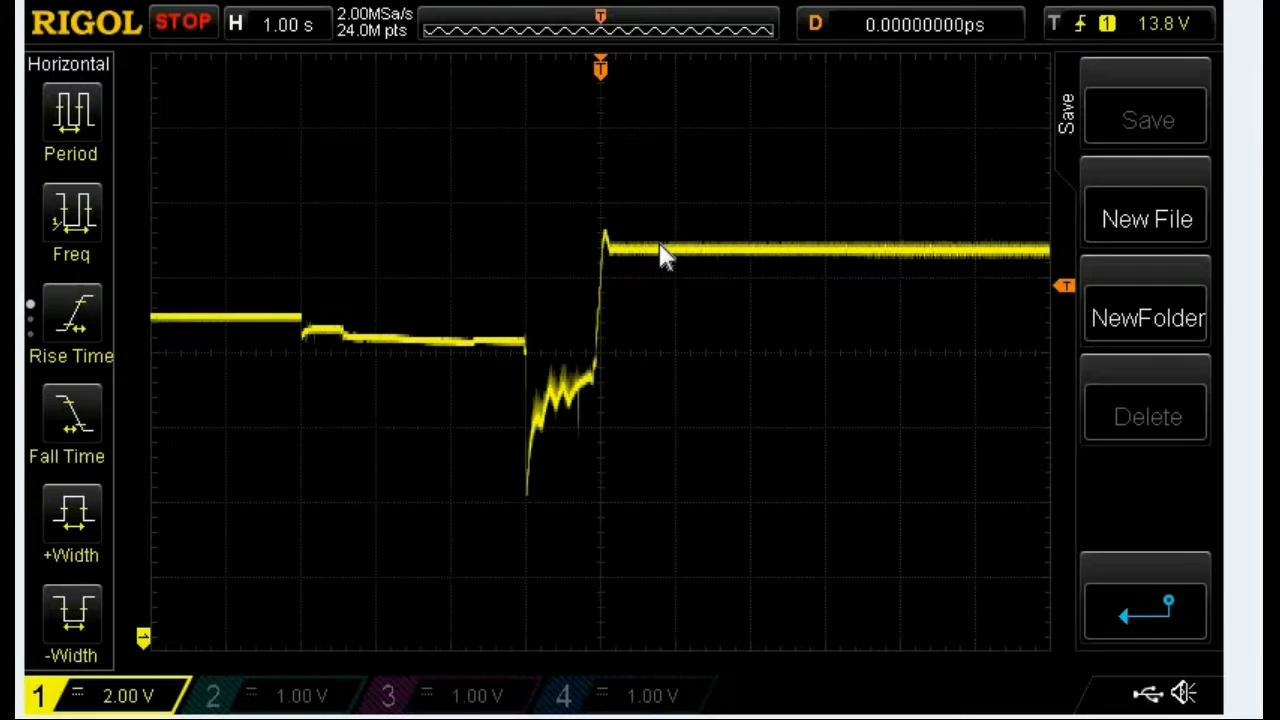 RIGOL STOP H 1.00 s 2.00MSa/s 24.0M pts T D 0.00000000ps T 1 13.8 V
Horizontal
Period
Freq
Rise Time
Fall Time
+Width
-Width
T
T
Save
Save
New File
NewFolder
Delete
1 2.00 V 2 1.00 V 3 1.00 V 4 1.00 V